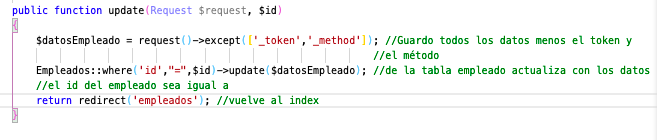 public function update(Request $request, $id)
{
$datosEmpleado = request()->except(['_token','_method']); //Guardo todos los datos menos el token y
//el método
Empleados::where('id',"=",$id)->update($datosEmpleado); //de la tabla empleado actualiza con los datos
//el id del empleado sea igual a
return redirect('empleados'); //vuelve al index
}